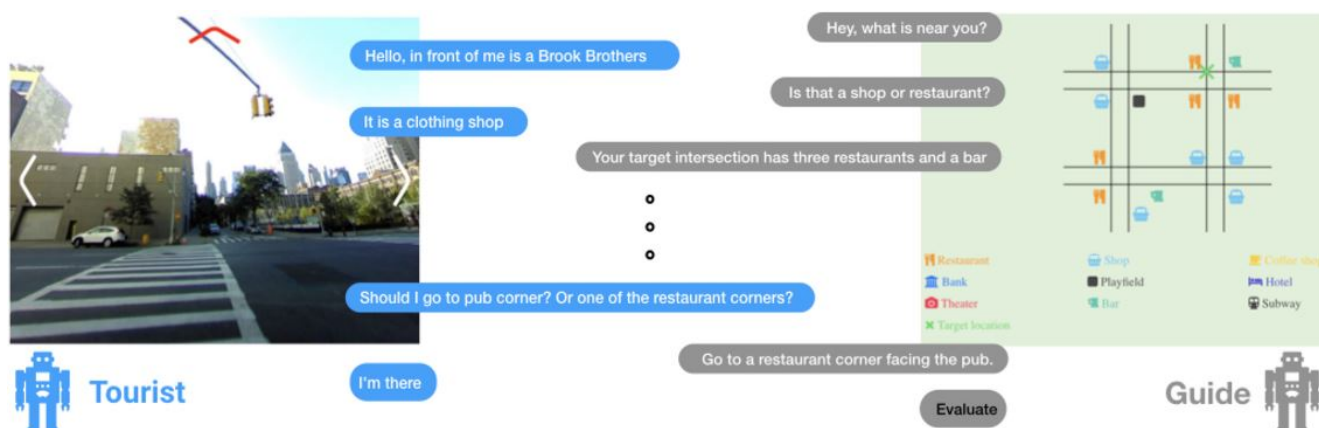 Hey, what is near you?
Hello, in front of me is a Brook Brothers
Is that a shop or restaurant?
It is a clothing shop
Your target intersection has three restaurants and a bar
Should I go to pub corner? Or one of the restaurant corners?
Go to a restaurant corner facing the pub.
I'm there
Evaluate
Restaurant Shop Coffee shop
Bank Playfield Hotel
Theater Bar Subway
Target location
Tourist
Guide